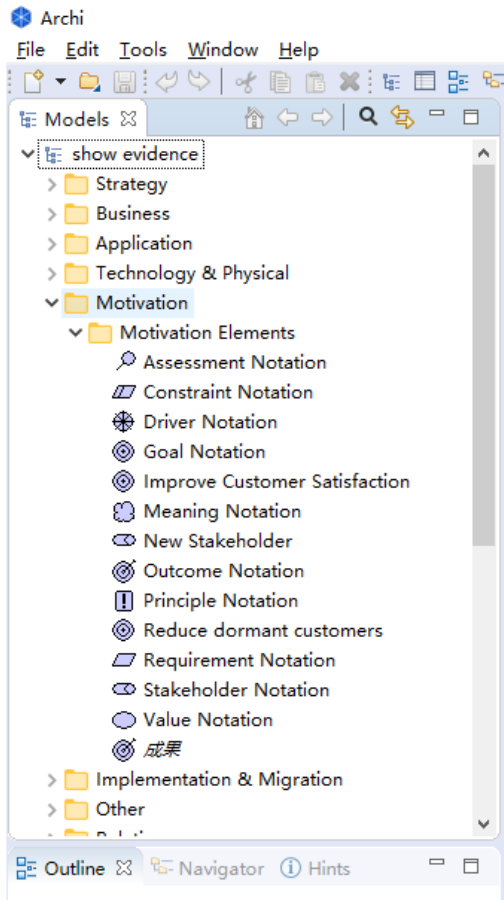 Archi
File Edit Tools Window Help
Models
show evidence
Strategy
Business
Application
Technology & Physical
Motivation
Motivation Elements
Assessment Notation
Constraint Notation
Driver Notation
Goal Notation
Improve Customer Satisfaction
Meaning Notation
New Stakeholder
Outcome Notation
Principle Notation
Reduce dormant customers
Requirement Notation
Stakeholder Notation
Value Notation
成果
Implementation & Migration
Other
Outline Navigator Hints